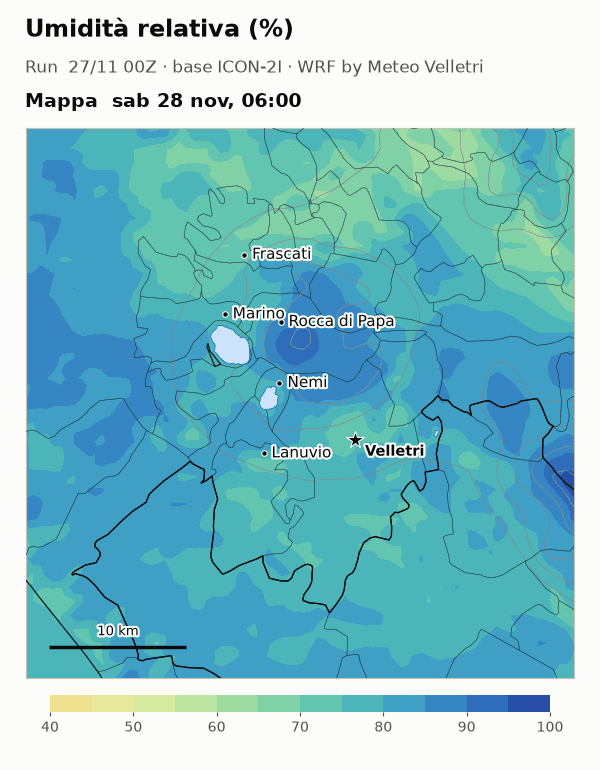 Umidità relativa (%)
Run  27/11 00Z · base ICON-2I · WRF by Meteo Velletri
Mappa  sab 28 nov, 06:00
Frascati
Marino
Rocca di Papa
Nemi
Velletri
Lanuvio
10 km
40 50 60 70 80 90 100